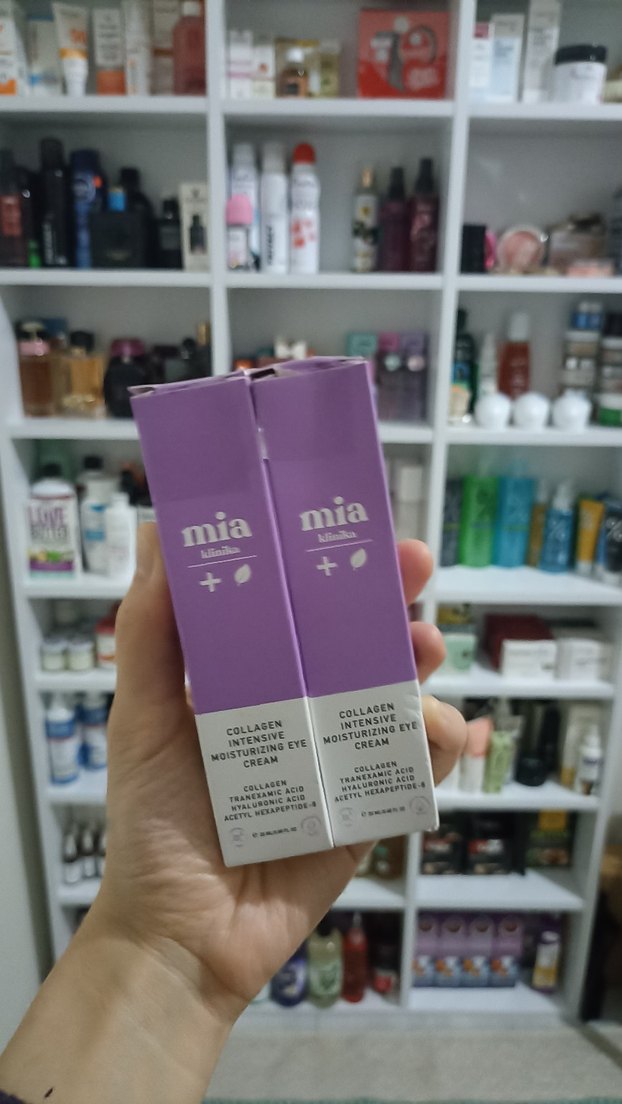 mia
klinika
COLLAGEN
INTENSIVE
MOISTURIZING EYE
CREAM
COLLAGEN
TRANEXAMIC ACID
HYALURONIC ACID
ACETYL HEXAPEPTIDE-8
mia
klinika
COLLAGEN
INTENSIVE
MOISTURIZING EYE
CREAM
COLLAGEN
TRANEXAMIC ACID
HYALURONIC ACID
ACETYL HEXAPEPTIDE-8
LOVE